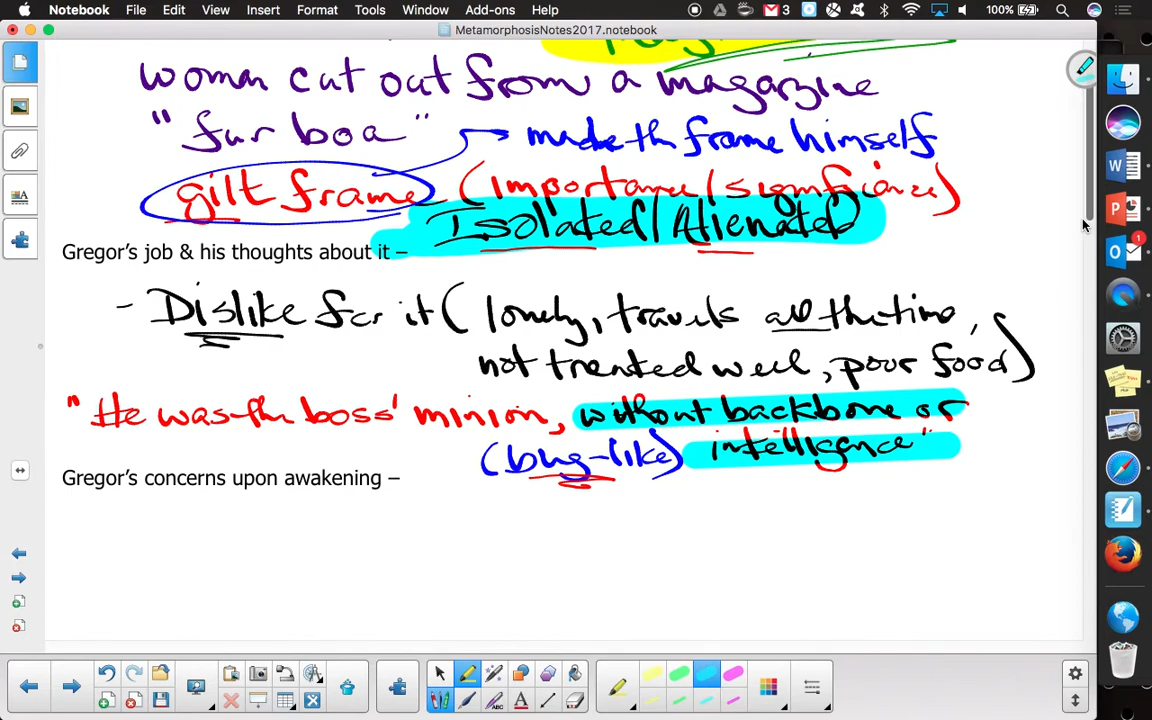 Notebook File Edit View Insert Format Tools Window Add-ons Help 3 100%
MetamorphosisNotes2017.notebook
woman cut out from a magazine
"fur boa" made th frame himself
gilt frame (importance/significance)
Isolated/Alienated
Gregor's job & his thoughts about it –
- Dislike for it (lonely, travels all the time,
not treated well, poor food)
"He was the boss' minion, without backbone or
(bug-like) intelligence"
Gregor's concerns upon awakening –
1